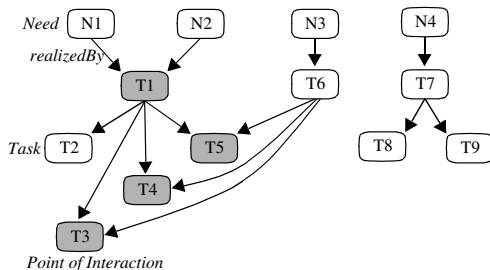 Need N1 N2 N3 N4
realizedBy
T1 T6 T7
Task T2 T5 T8 T9
T4
T3
Point of Interaction